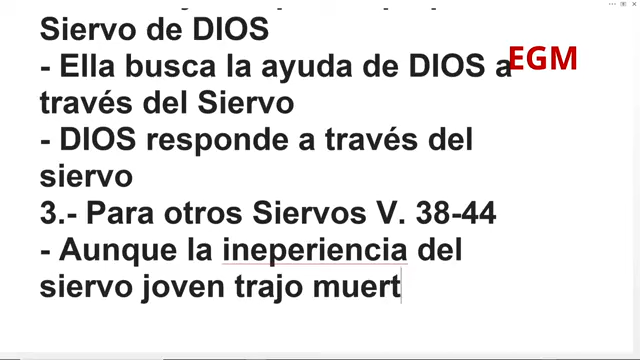 Siervo de DIOS
- Ella busca la ayuda de DIOS a
EGM
través del Siervo
- DIOS responde a través del
siervo
3.- Para otros Siervos V. 38-44
- Aunque la ineperiencia del
siervo joven trajo muert